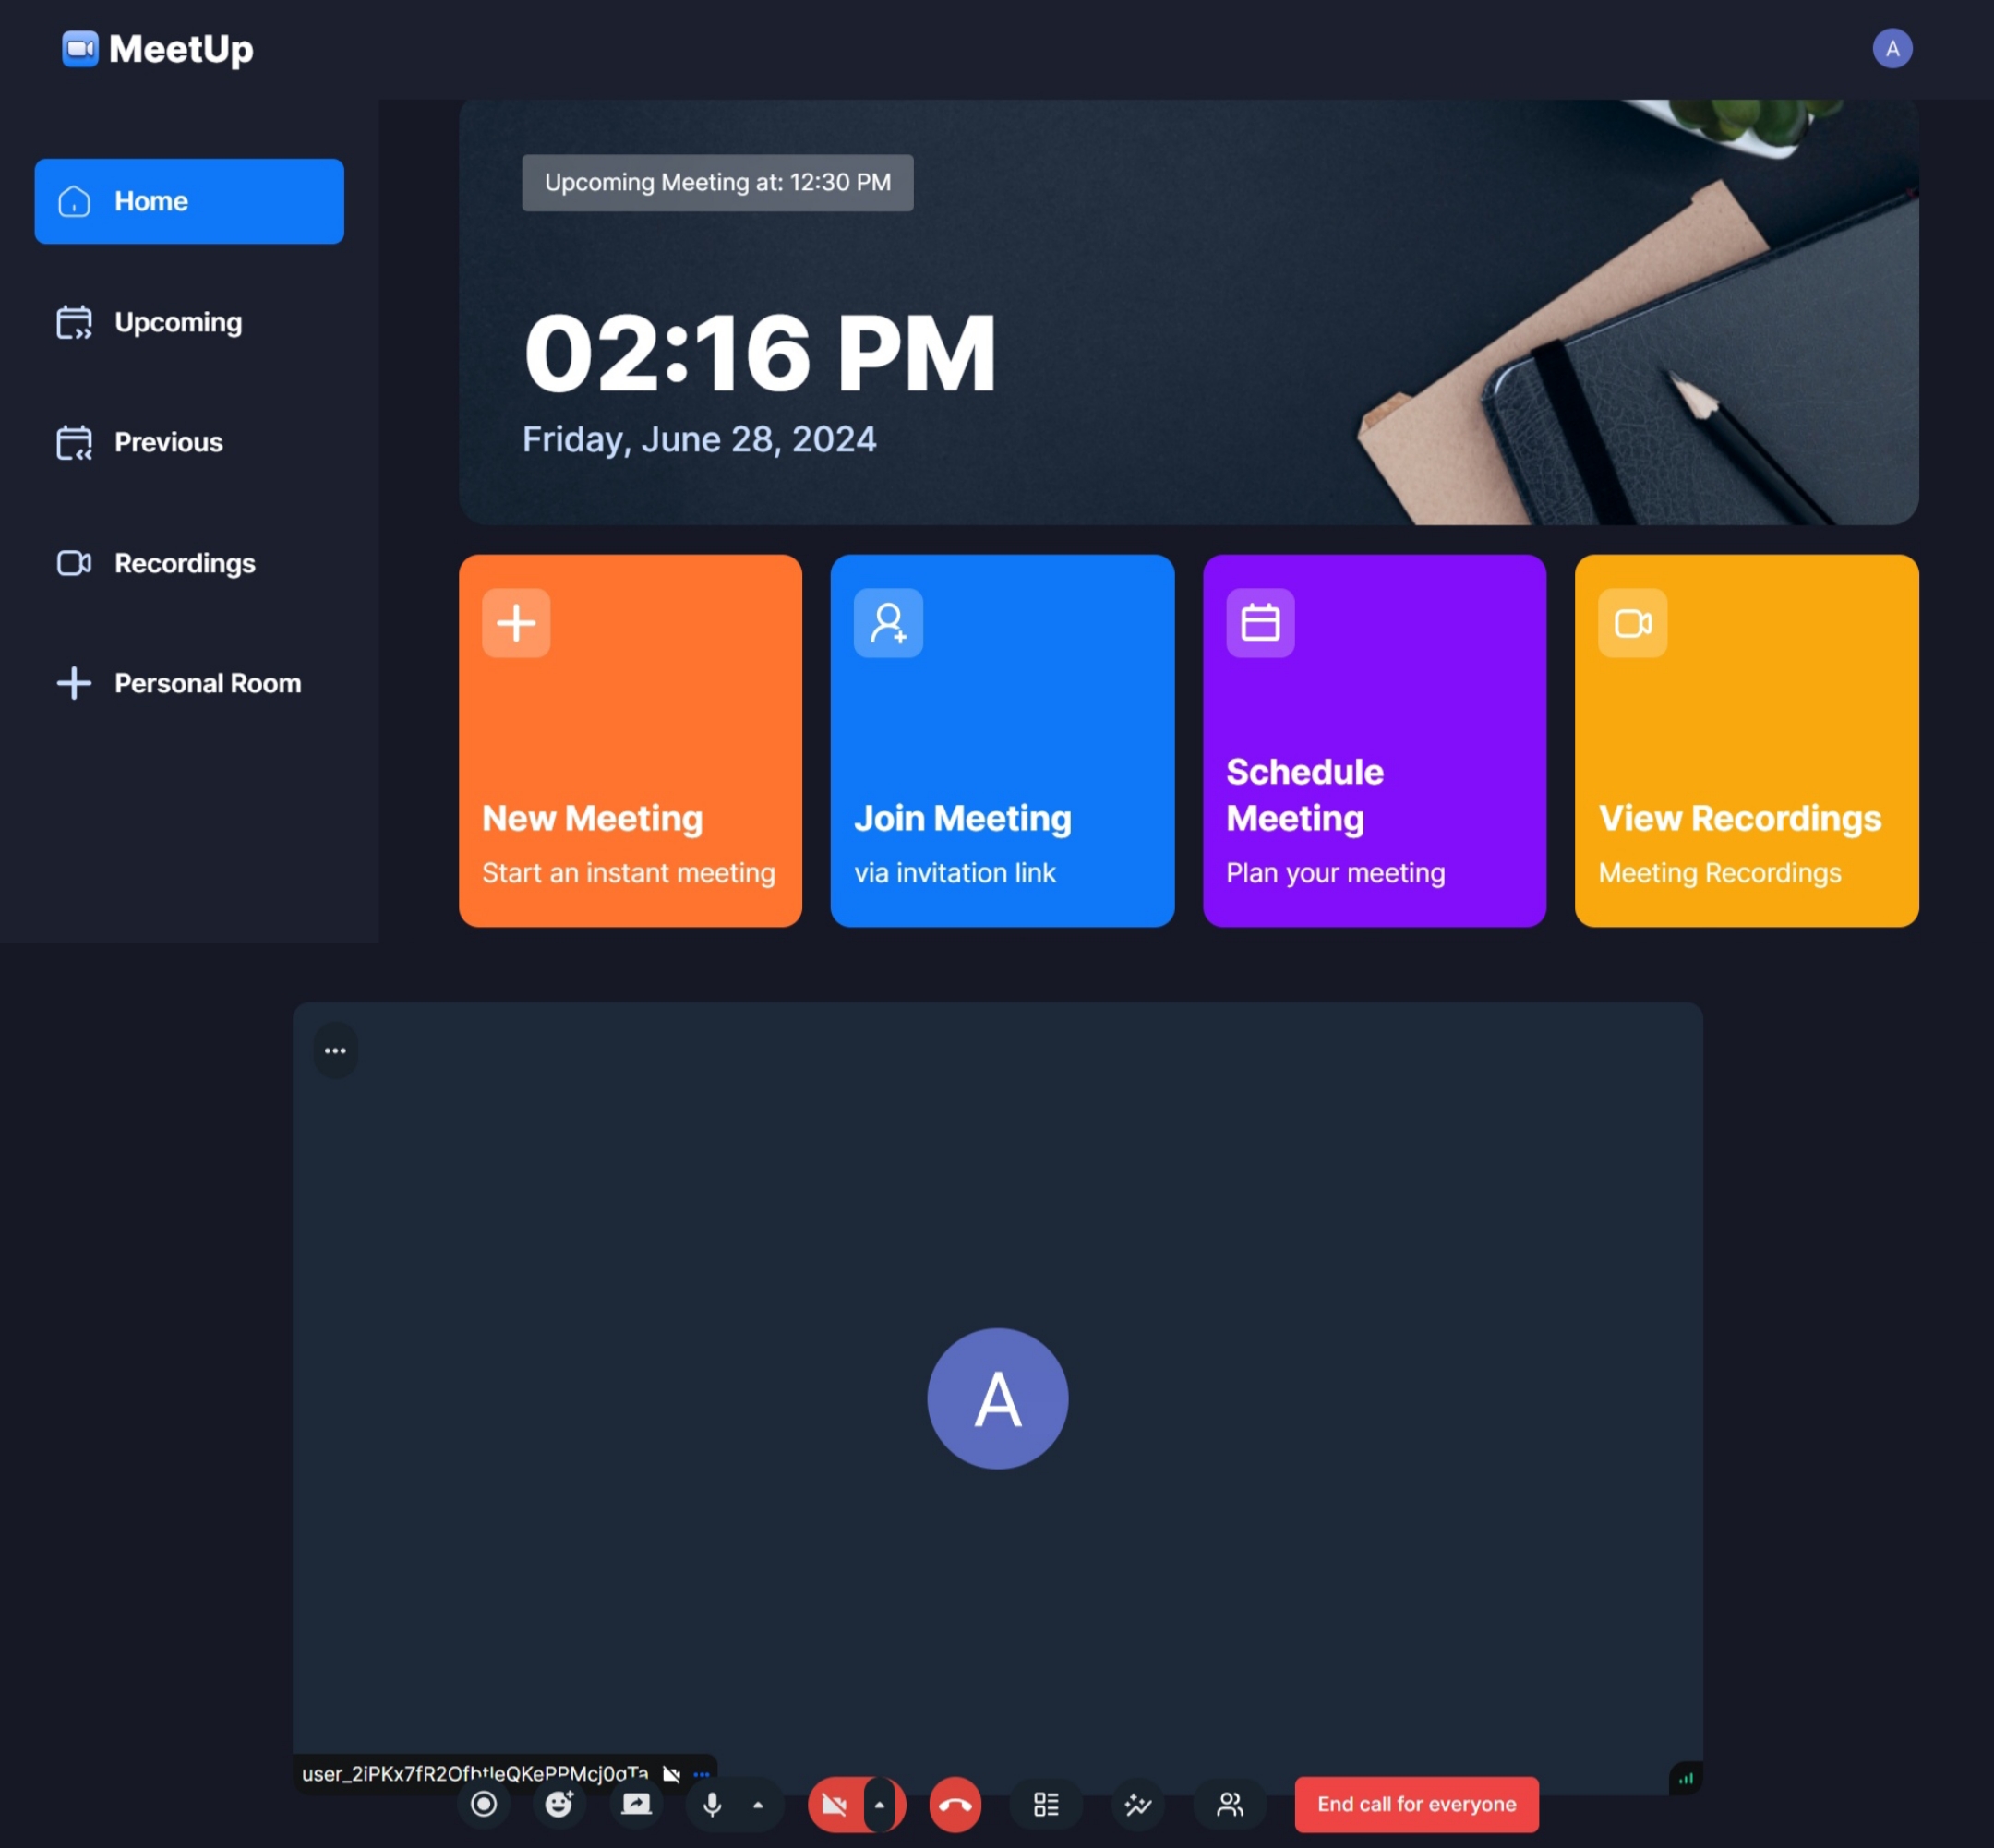 MeetUp
A
Home
Upcoming
Previous
Recordings
Personal Room
Upcoming Meeting at: 12:30 PM
02:16 PM
Friday, June 28, 2024
New Meeting
Start an instant meeting
Join Meeting
via invitation link
Schedule
Meeting
Plan your meeting
View Recordings
Meeting Recordings
A
End call for everyone